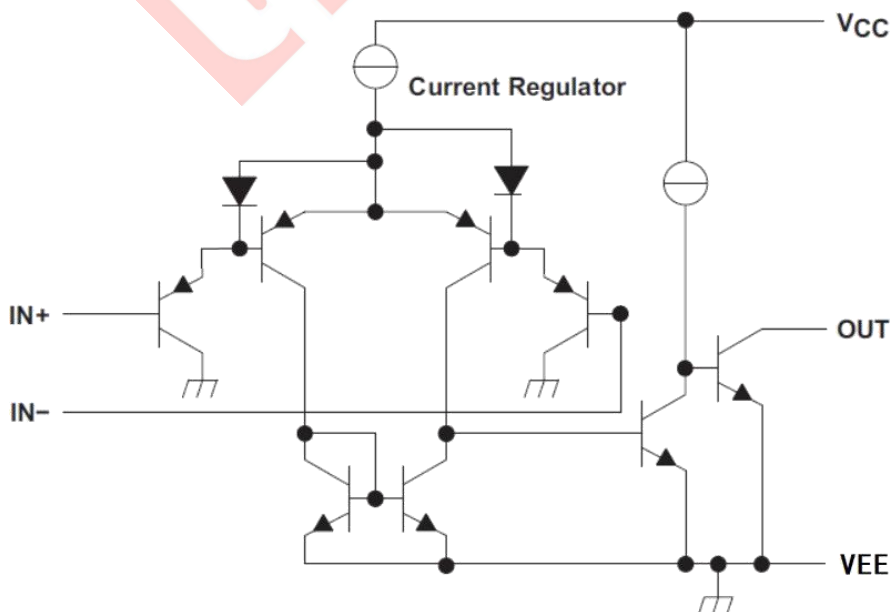 VCC
Current Regulator
IN+
OUT
IN−
VEE